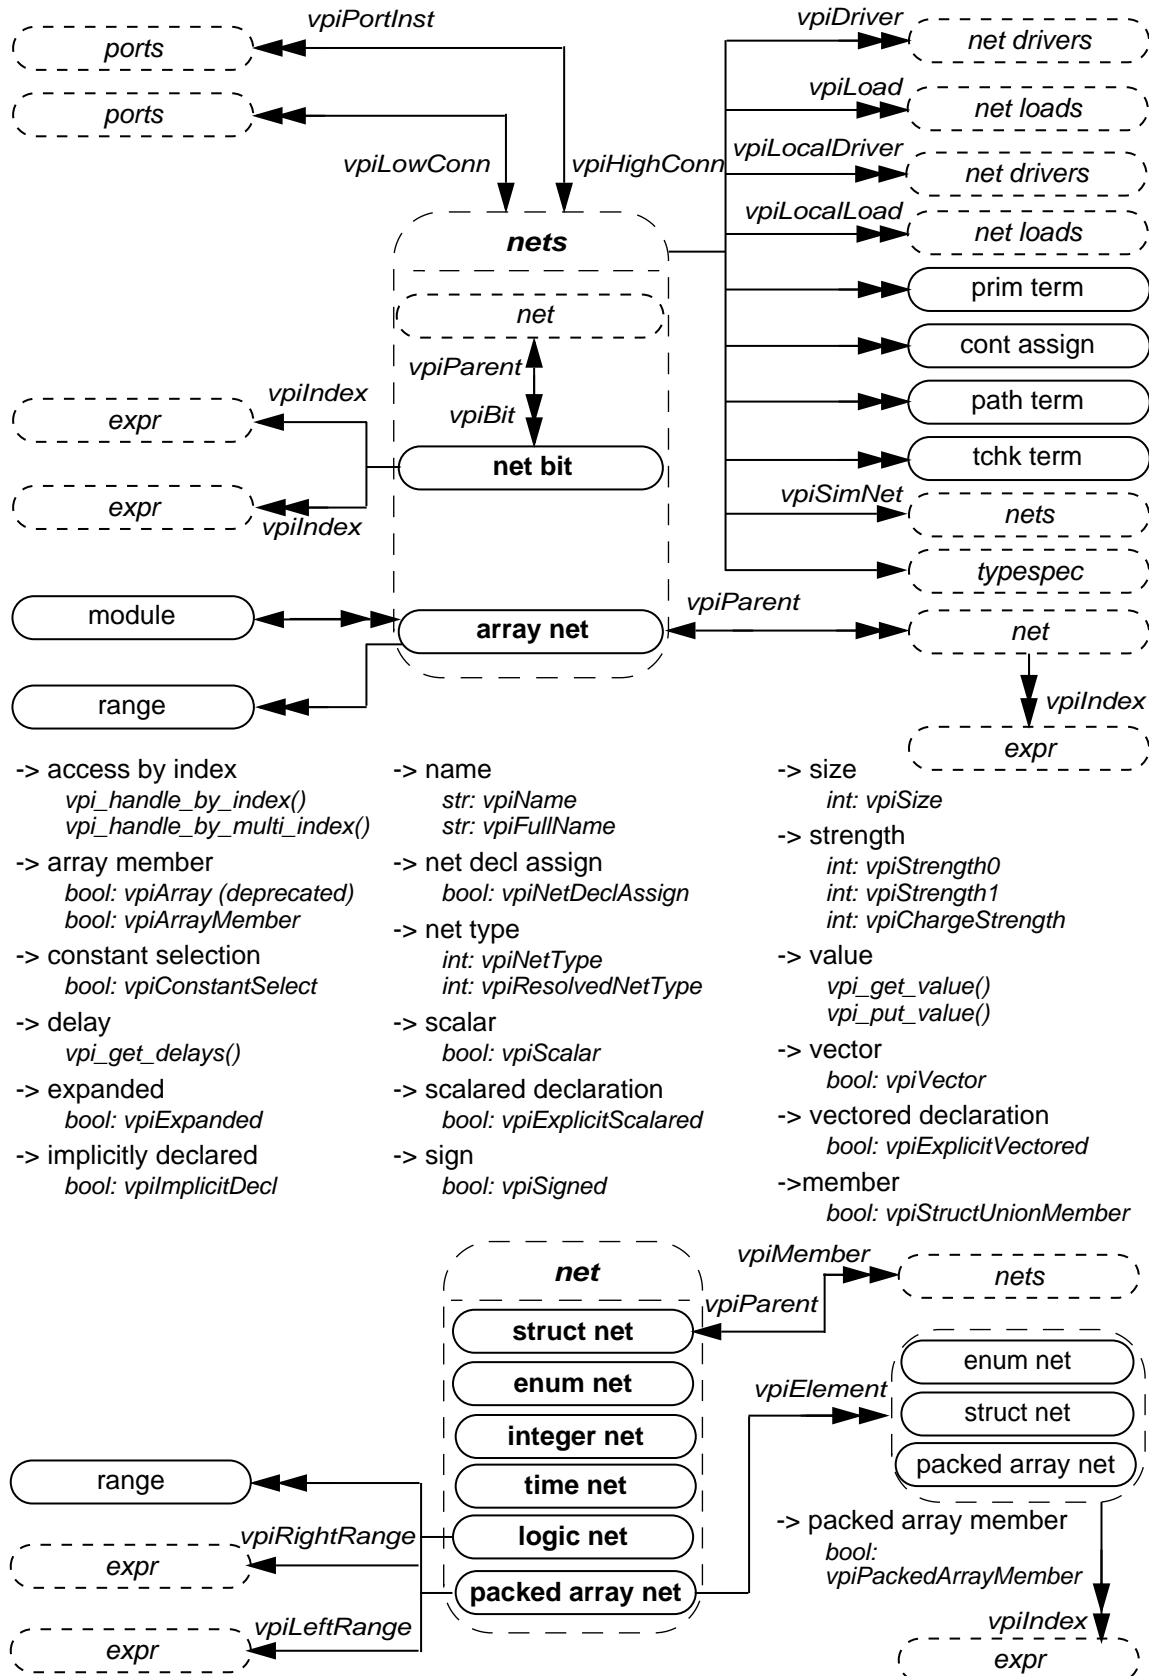 vpiPortInst
ports
ports
vpiLowConn
vpiHighConn
vpiDriver
net drivers
vpiLoad
net loads
vpiLocalDriver
net drivers
vpiLocalLoad
net loads
prim term
cont assign
path term
tchk term
vpiSimNet
nets
typespec
nets
net
vpiParent
vpiBit
net bit
vpiIndex
expr
expr
vpiIndex
module
array net
vpiParent
net
range
vpiIndex
expr
-> access by index
vpi_handle_by_index()
vpi_handle_by_multi_index()
-> array member
bool: vpiArray (deprecated)
bool: vpiArrayMember
-> constant selection
bool: vpiConstantSelect
-> delay
vpi_get_delays()
-> expanded
bool: vpiExpanded
-> implicitly declared
bool: vpiImplicitDecl
-> name
str: vpiName
str: vpiFullName
-> net decl assign
bool: vpiNetDeclAssign
-> net type
int: vpiNetType
int: vpiResolvedNetType
-> scalar
bool: vpiScalar
-> scalared declaration
bool: vpiExplicitScalared
-> sign
bool: vpiSigned
-> size
int: vpiSize
-> strength
int: vpiStrength0
int: vpiStrength1
int: vpiChargeStrength
-> value
vpi_get_value()
vpi_put_value()
-> vector
bool: vpiVector
-> vectored declaration
bool: vpiExplicitVectored
->member
bool: vpiStructUnionMember
net
struct net
enum net
integer net
time net
logic net
packed array net
vpiMember
nets
vpiParent
vpiElement
enum net
struct net
packed array net
range
vpiRightRange
expr
vpiLeftRange
expr
-> packed array member
bool:
vpiPackedArrayMember
vpiIndex
expr